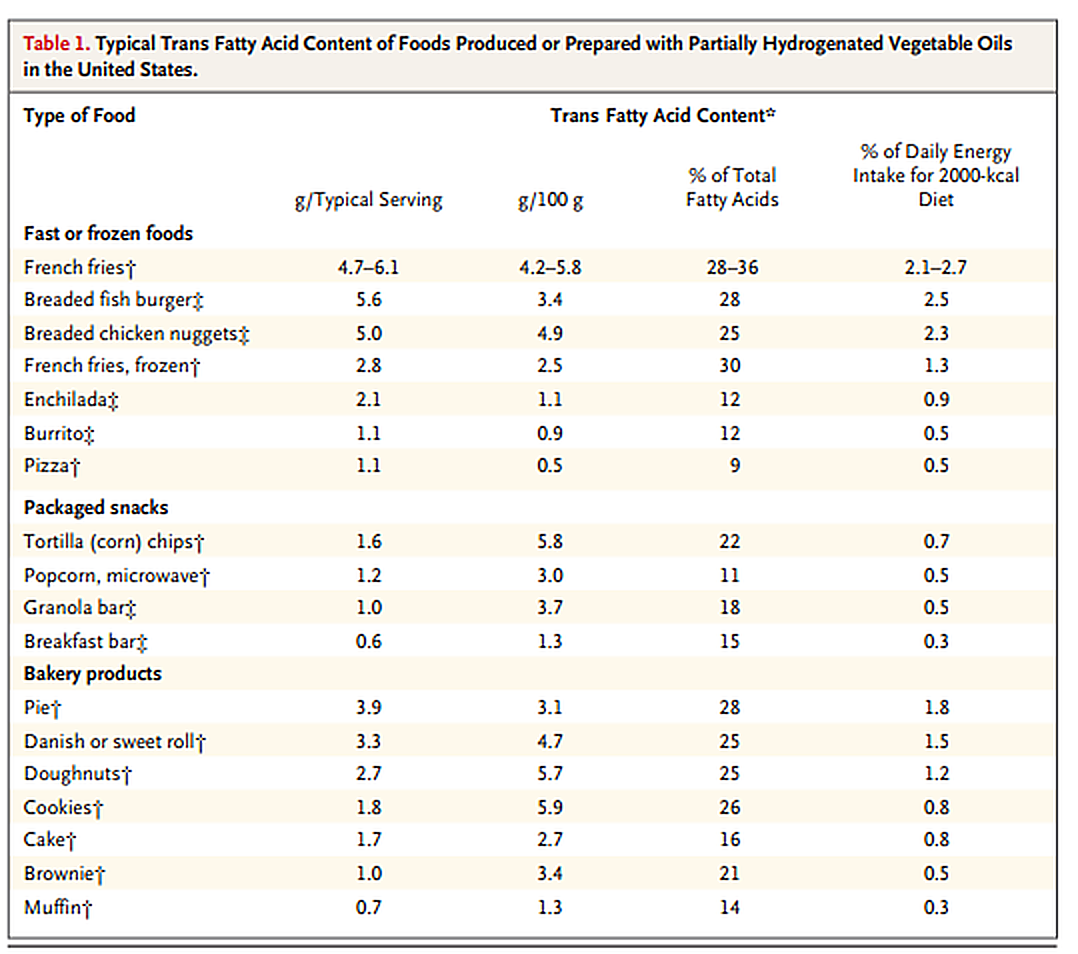 Table 1. Typical Trans Fatty Acid Content of Foods Produced or Prepared with Partially Hydrogenated Vegetable Oils
in the United States.
Type of Food Trans Fatty Acid Content☆
g/Typical Serving g/100 g % of Total Fatty Acids % of Daily Energy Intake for 2000-kcal Diet
Fast or frozen foods
French fries† 4.7–6.1 4.2–5.8 28–36 2.1–2.7
Breaded fish burger‡ 5.6 3.4 28 2.5
Breaded chicken nuggets‡ 5.0 4.9 25 2.3
French fries, frozen† 2.8 2.5 30 1.3
Enchilada‡ 2.1 1.1 12 0.9
Burrito‡ 1.1 0.9 12 0.5
Pizza† 1.1 0.5 9 0.5
Packaged snacks
Tortilla (corn) chips† 1.6 5.8 22 0.7
Popcorn, microwave† 1.2 3.0 11 0.5
Granola bar‡ 1.0 3.7 18 0.5
Breakfast bar‡ 0.6 1.3 15 0.3
Bakery products
Pie† 3.9 3.1 28 1.8
Danish or sweet roll† 3.3 4.7 25 1.5
Doughnuts† 2.7 5.7 25 1.2
Cookies† 1.8 5.9 26 0.8
Cake† 1.7 2.7 16 0.8
Brownie† 1.0 3.4 21 0.5
Muffin† 0.7 1.3 14 0.3